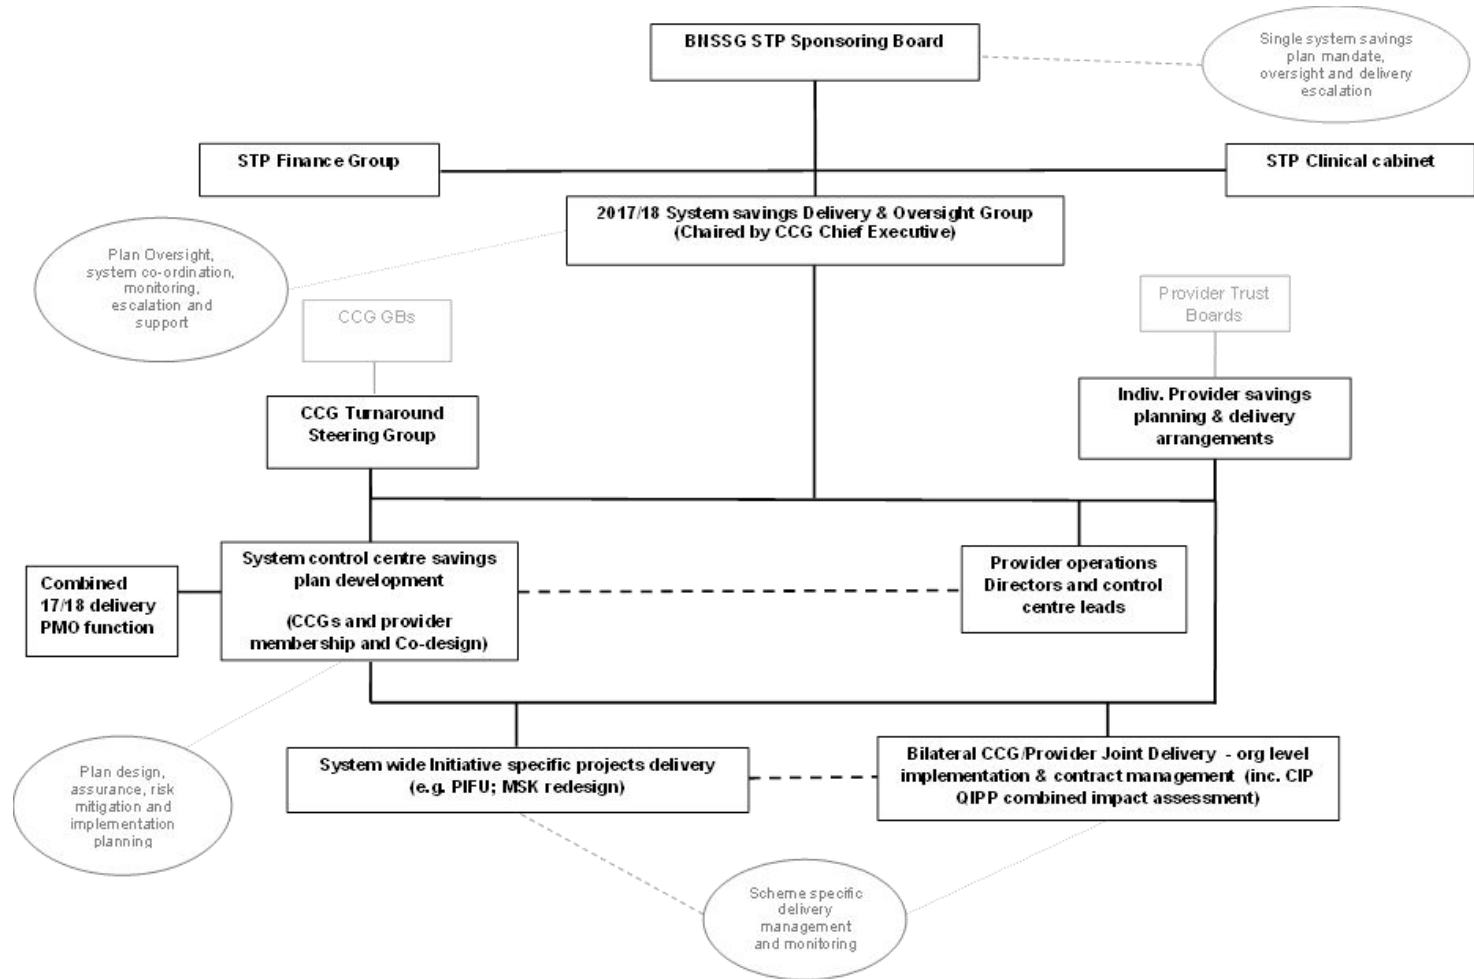 BNSSG STP Sponsoring Board
Single system savings
plan mandate,
oversight and delivery
escalation
STP Finance Group
STP Clinical cabinet
2017/18 System savings Delivery & Oversight Group
(Chaired by CCG Chief Executive)
Plan Oversight,
system co-ordination,
monitoring,
escalation and
support
CCG GBs
Provider Trust
Boards
CCG Turnaround
Steering Group
Indiv. Provider savings
planning & delivery
arrangements
Combined
17/18 delivery
PMO function
System control centre savings
plan development
(CCGs and provider
membership and Co-design)
Provider operations
Directors and control
centre leads
Plan design,
assurance, risk
mitigation and
implementation
planning
System wide Initiative specific projects delivery
(e.g. PIFU; MSK redesign)
Bilateral CCG/Provider Joint Delivery - org level
implementation & contract management (inc. CIP
QIPP combined impact assessment)
Scheme specific
delivery
management
and monitoring